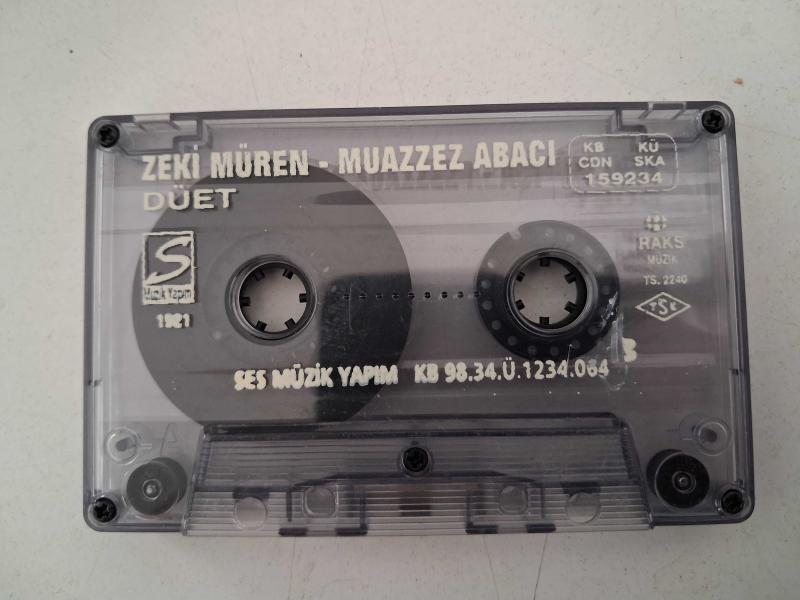 ZEKİ MÜREN - MUAZZEZ ABACI
DÜET
KB KÜ
CDN SKA
159234
S
Müzik Yapım
1921
RAKS
MÜZİK
TS. 2240
TSE
SES MÜZİK YAPIM KB 98.34.Ü.1234.064
A
B